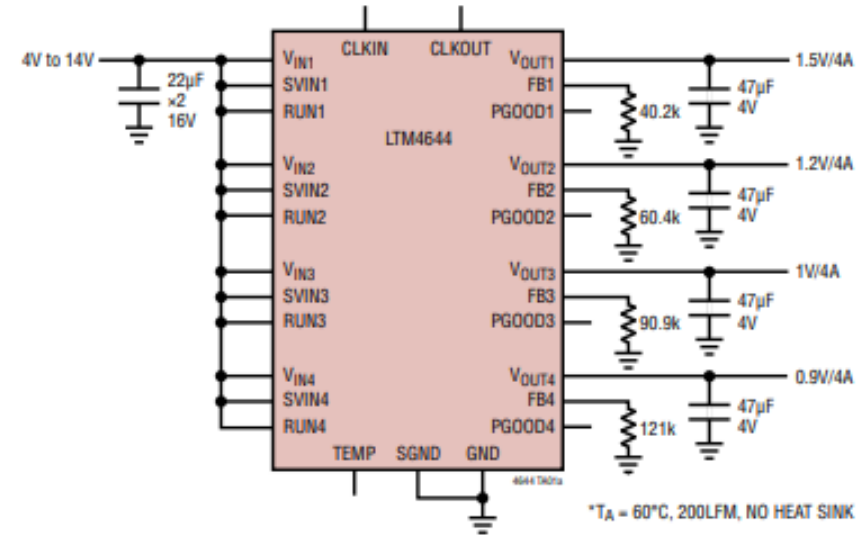 CLKIN CLKOUT
4V to 14V
22µF
×2
16V
VIN1
SVIN1
RUN1
VIN2
SVIN2
RUN2
VIN3
SVIN3
RUN3
VIN4
SVIN4
RUN4
LTM4644
VOUT1
FB1
PGOOD1
VOUT2
FB2
PGOOD2
VOUT3
FB3
PGOOD3
VOUT4
FB4
PGOOD4
TEMP SGND GND
40.2k
47µF
4V
1.5V/4A
60.4k
47µF
4V
1.2V/4A
90.9k
47µF
4V
1V/4A
121k
47µF
4V
0.9V/4A
4644 TA01a
*TA = 60°C, 200LFM, NO HEAT SINK